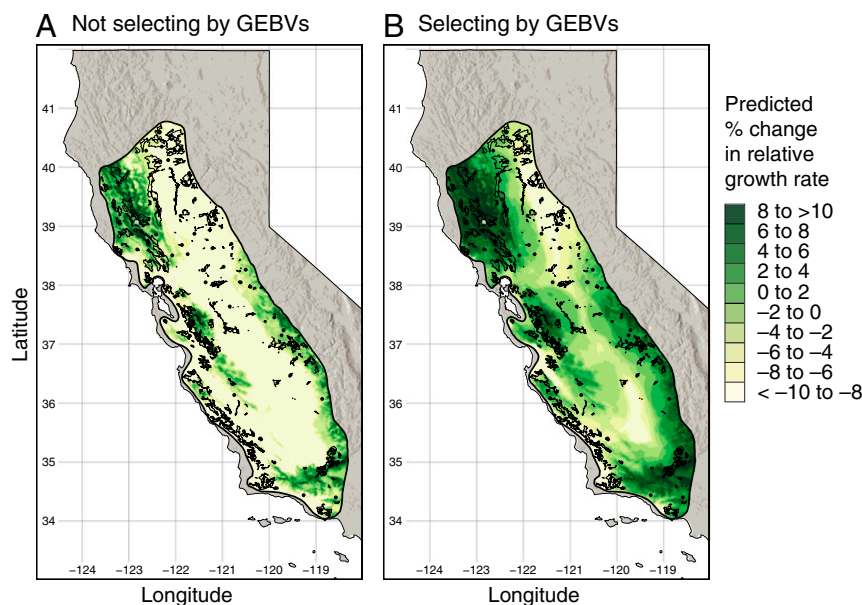 A Not selecting by GEBVs
B Selecting by GEBVs
Latitude
41
40
39
38
37
36
35
34
−124 −123 −122 −121 −120 −119
Longitude
41
40
39
38
37
36
35
34
−124 −123 −122 −121 −120 −119
Longitude
Predicted
% change
in relative
growth rate
8 to >10
6 to 8
4 to 6
2 to 4
0 to 2
−2 to 0
−4 to −2
−6 to −4
−8 to −6
< −10 to −8